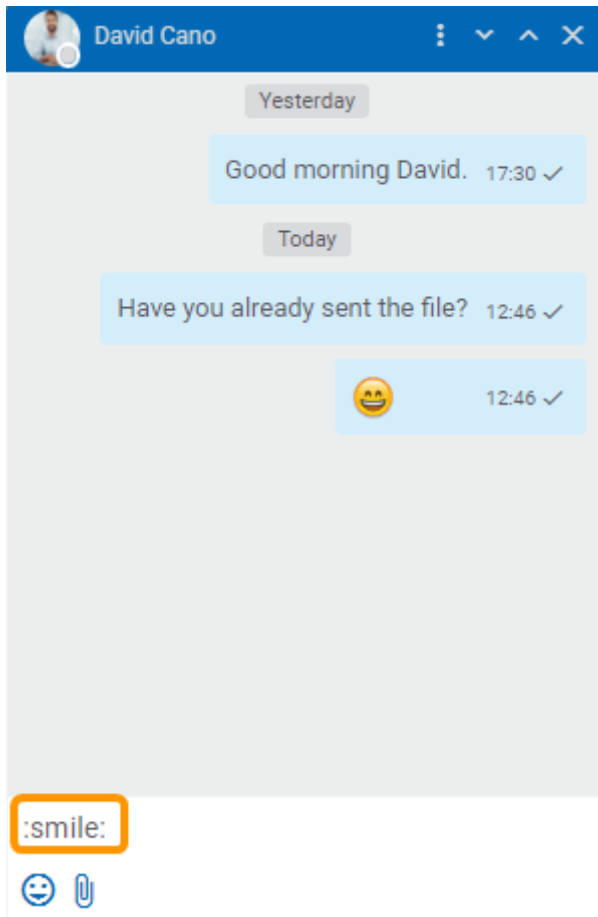 David Cano
Yesterday
Good morning David. 17:30
Today
Have you already sent the file? 12:46
12:46
:smile: